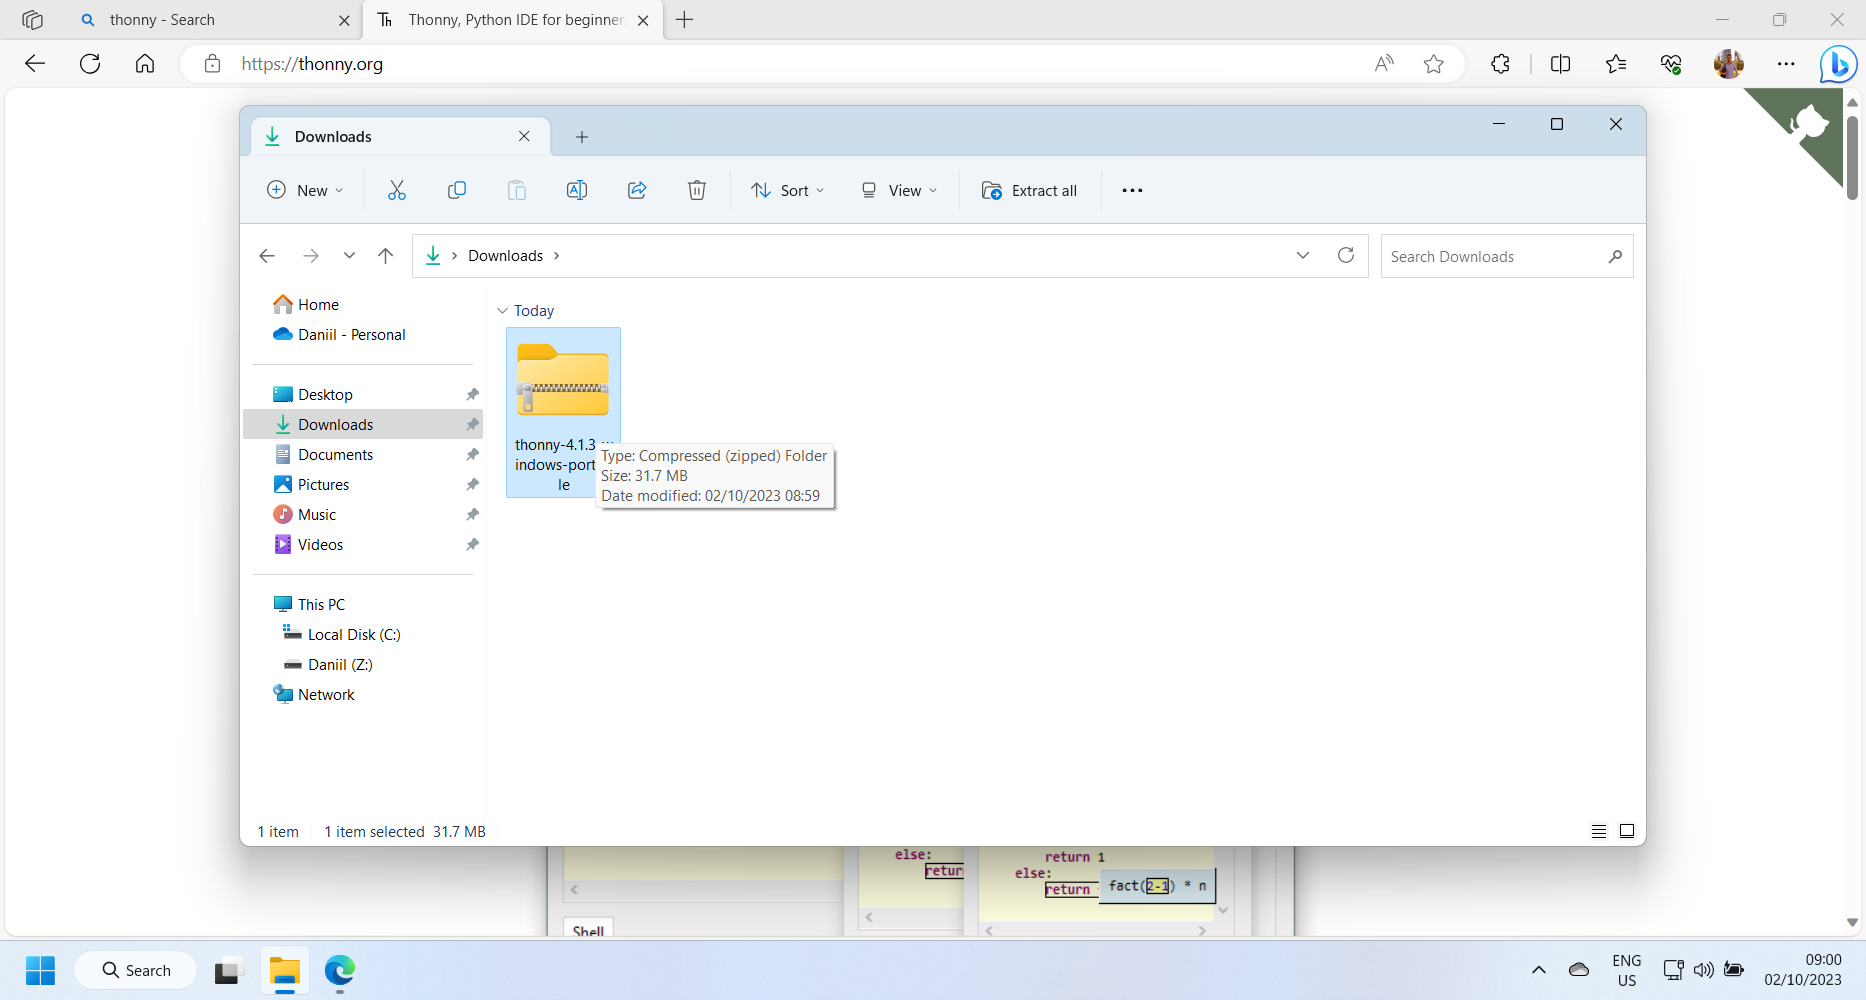 thonny - Search
Th Thonny, Python IDE for beginner
https://thonny.org
Downloads
New
Sort
View
Extract all
Downloads
Search Downloads
Home
Daniil - Personal
Desktop
Downloads
Documents
Pictures
Music
Videos
This PC
Local Disk (C:)
Daniil (Z:)
Network
Today
thonny-4.1.3-w
indows-port
le
Type: Compressed (zipped) Folder
Size: 31.7 MB
Date modified: 02/10/2023 08:59
1 item
1 item selected 31.7 MB
else:
retur
return 1
else:
return
fact(2-1) * n
Shell
Search
ENG
US
09:00
02/10/2023